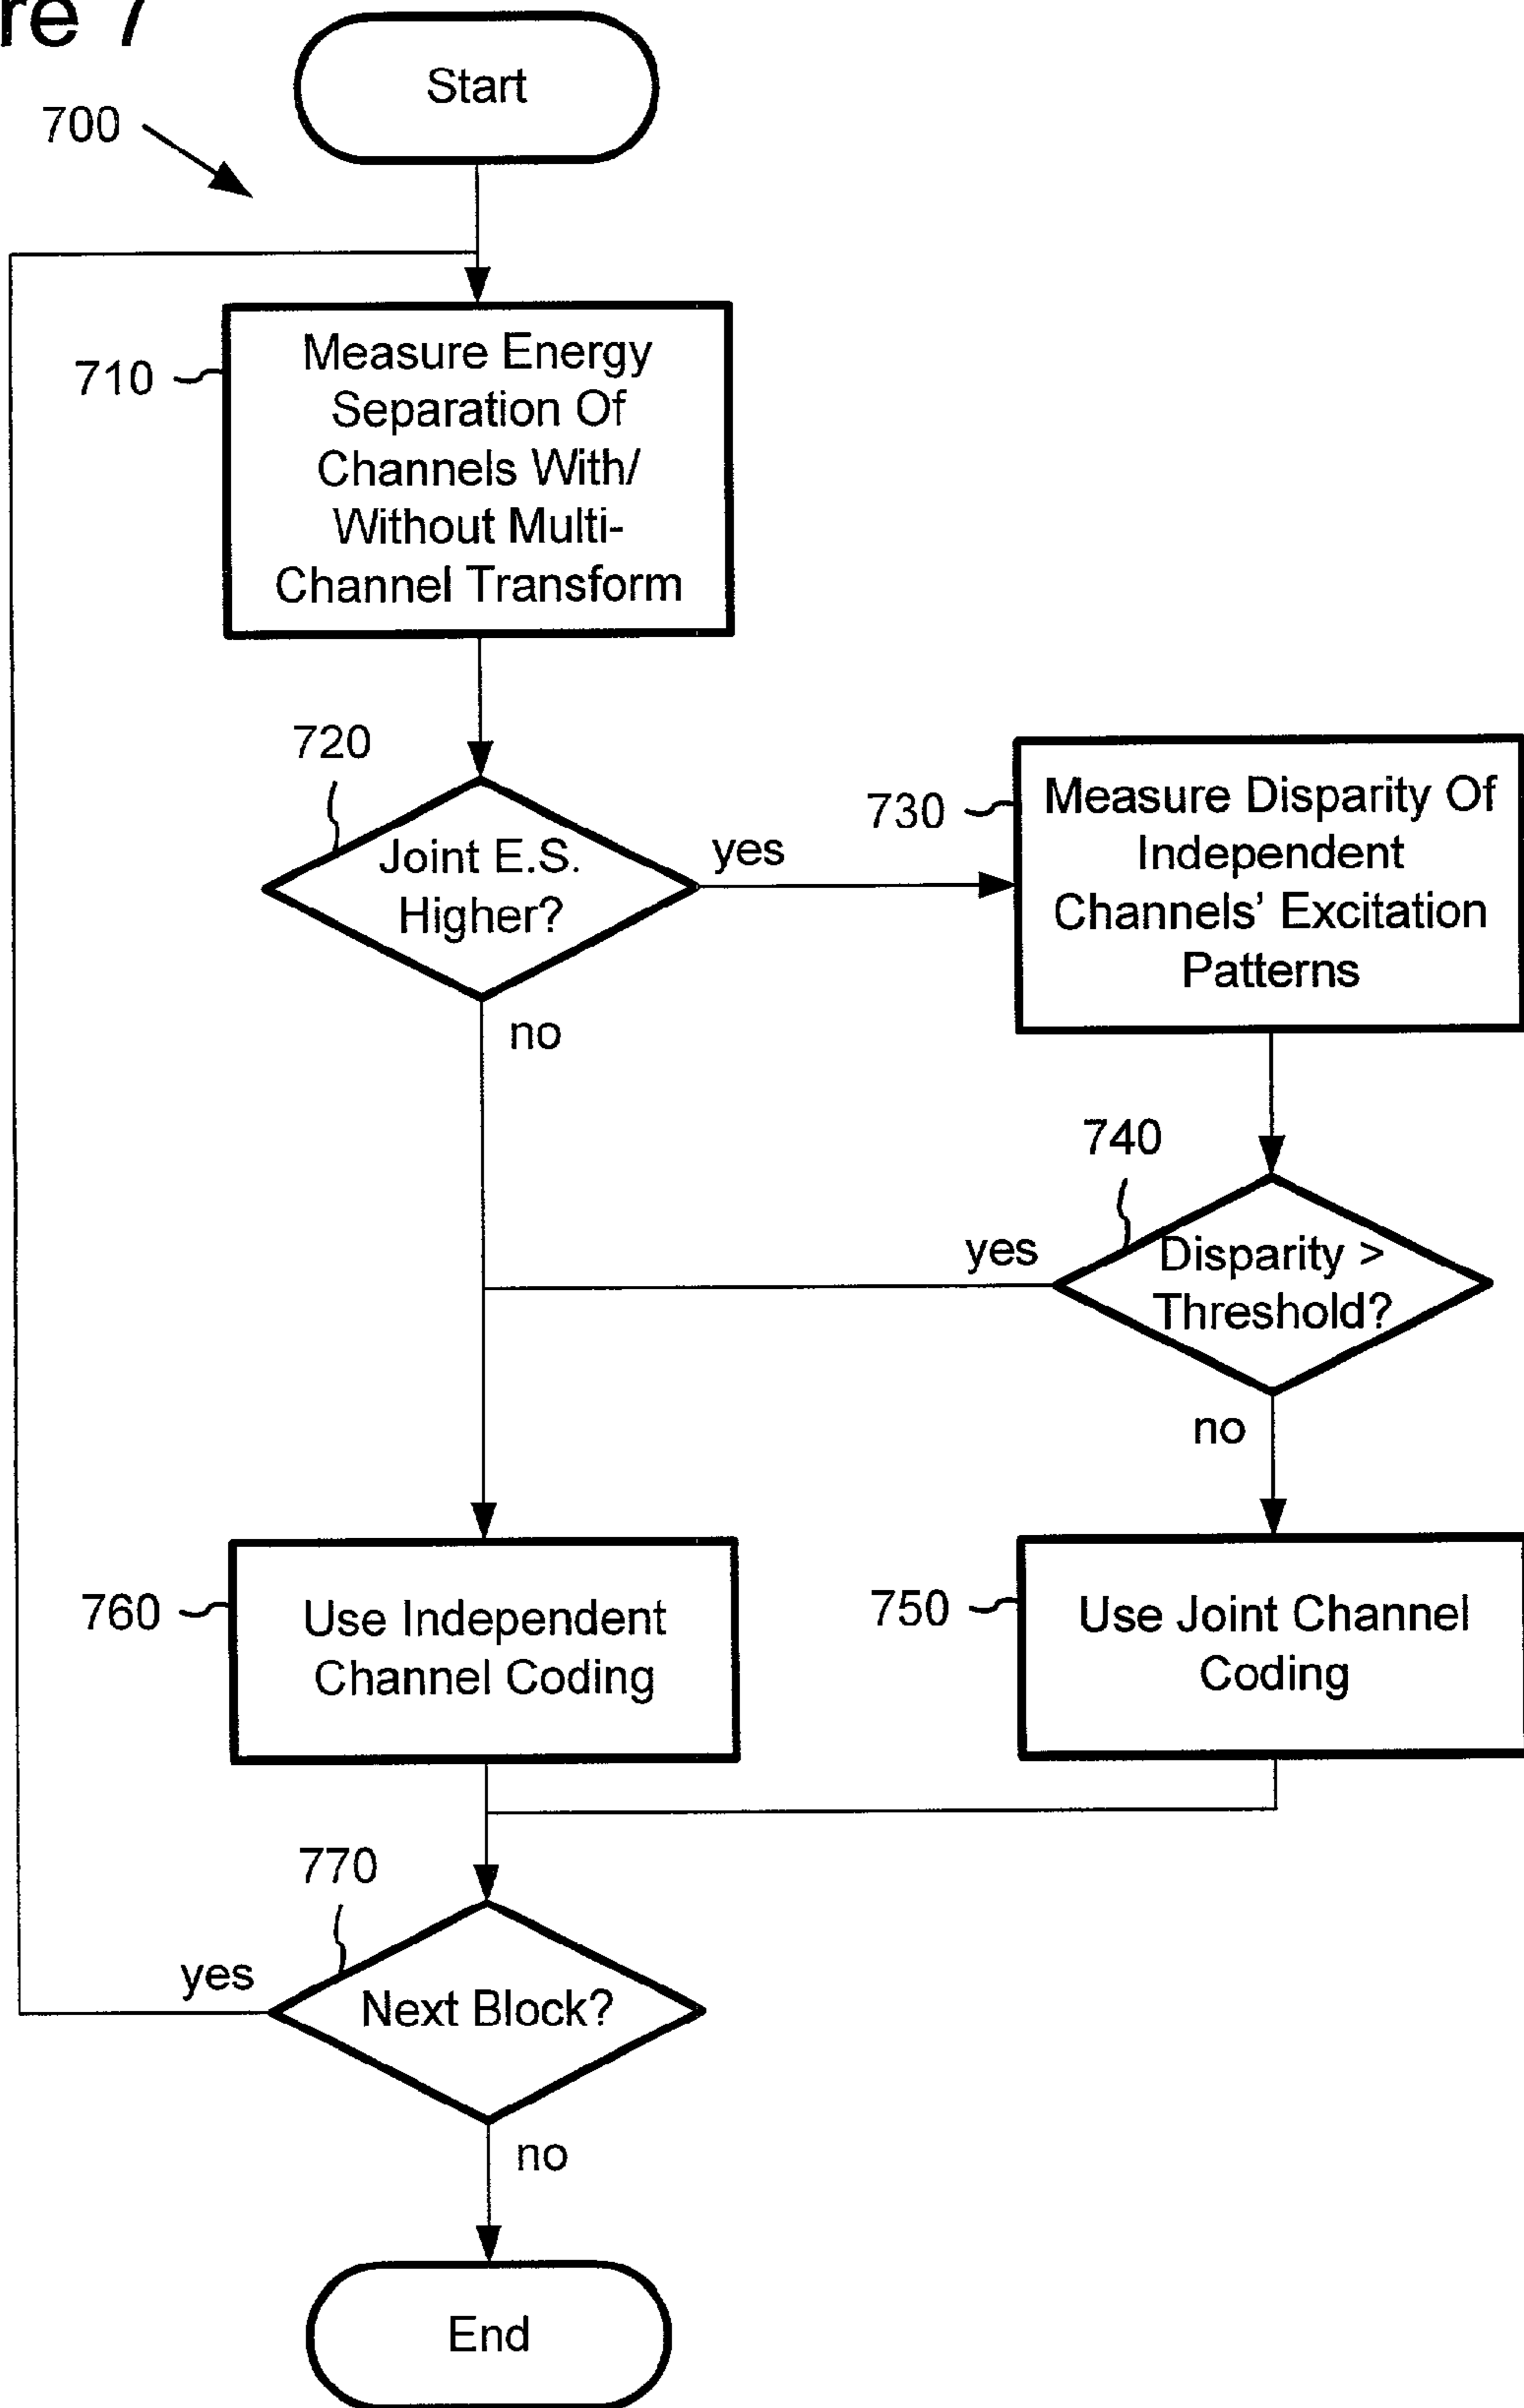 re 7
Start
700
710
Measure Energy
Separation Of
Channels With/
Without Multi-
Channel Transform
720
Joint E.S.
Higher?
yes
no
730
Measure Disparity Of
Independent
Channels' Excitation
Patterns
740
Disparity >
Threshold?
yes
no
760
Use Independent
Channel Coding
750
Use Joint Channel
Coding
770
Next Block?
yes
no
End